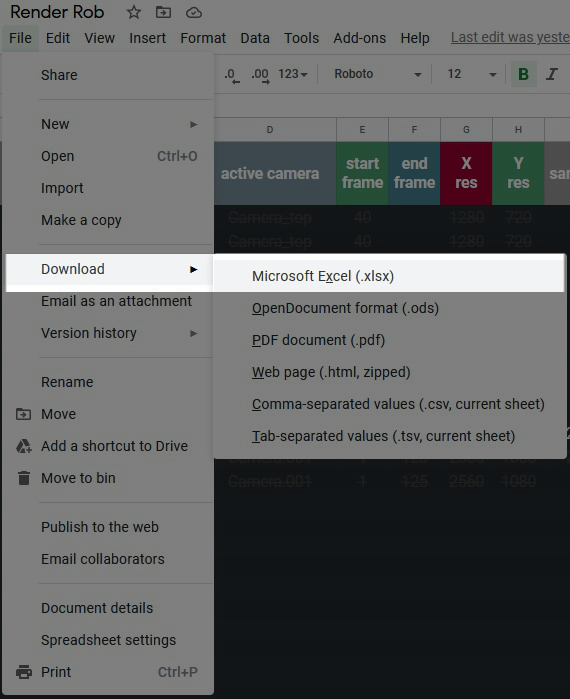 Render Rob
File Edit View Insert Format Data Tools Add-ons Help Last edit was yeste
.0 .00 123 Roboto 12 B I
D E F G H
active camera start frame end frame X res Y res sar
Camera_top 40 1280 720
Camera_top 40 1280 720
Share
New
Open Ctrl+O
Import
Make a copy
Download
Email as an attachment
Version history
Rename
Move
Add a shortcut to Drive
Move to bin
Publish to the web
Email collaborators
Document details
Spreadsheet settings
Print Ctrl+P
Microsoft Excel (.xlsx)
OpenDocument format (.ods)
PDF document (.pdf)
Web page (.html, zipped)
Comma-separated values (.csv, current sheet)
Tab-separated values (.tsv, current sheet)
Camera.001 1 125 2560 1080